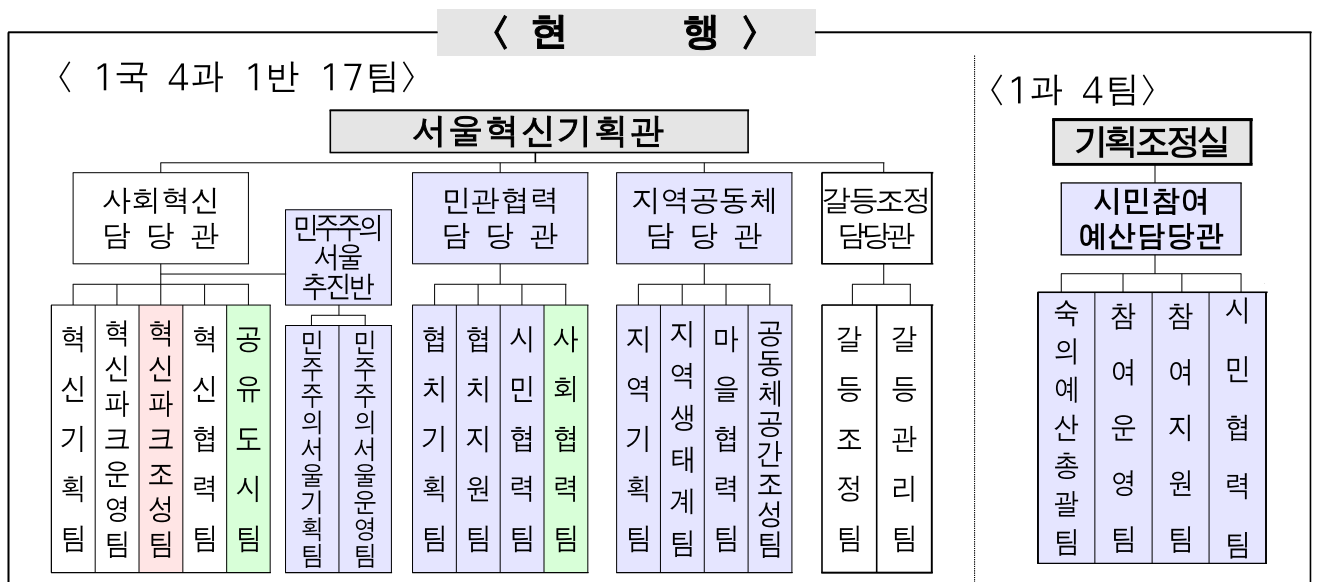 〈 현 행 〉
〈 1국 4과 1반 17팀〉
〈1과 4팀〉
서울혁신기획관
기획조정실
사회혁신
담 당 관
민주주의
서울
추진반
민관협력
담 당 관
지역공동체
담 당 관
갈등조정
담당관
시민참여
예산담당관
혁신기획팀
혁신파크운영팀
혁신파크조성팀
혁신협력팀
공유도시팀
민주주의서울기획팀
민주주의서울운영팀
협치기획팀
협치지원팀
시민협력팀
사회협력팀
지역기획팀
지역생태계팀
마을협력팀
공동체공간조성팀
갈등조정팀
갈등관리팀
숙의예산총괄팀
참여운영팀
참여지원팀
시민협력팀